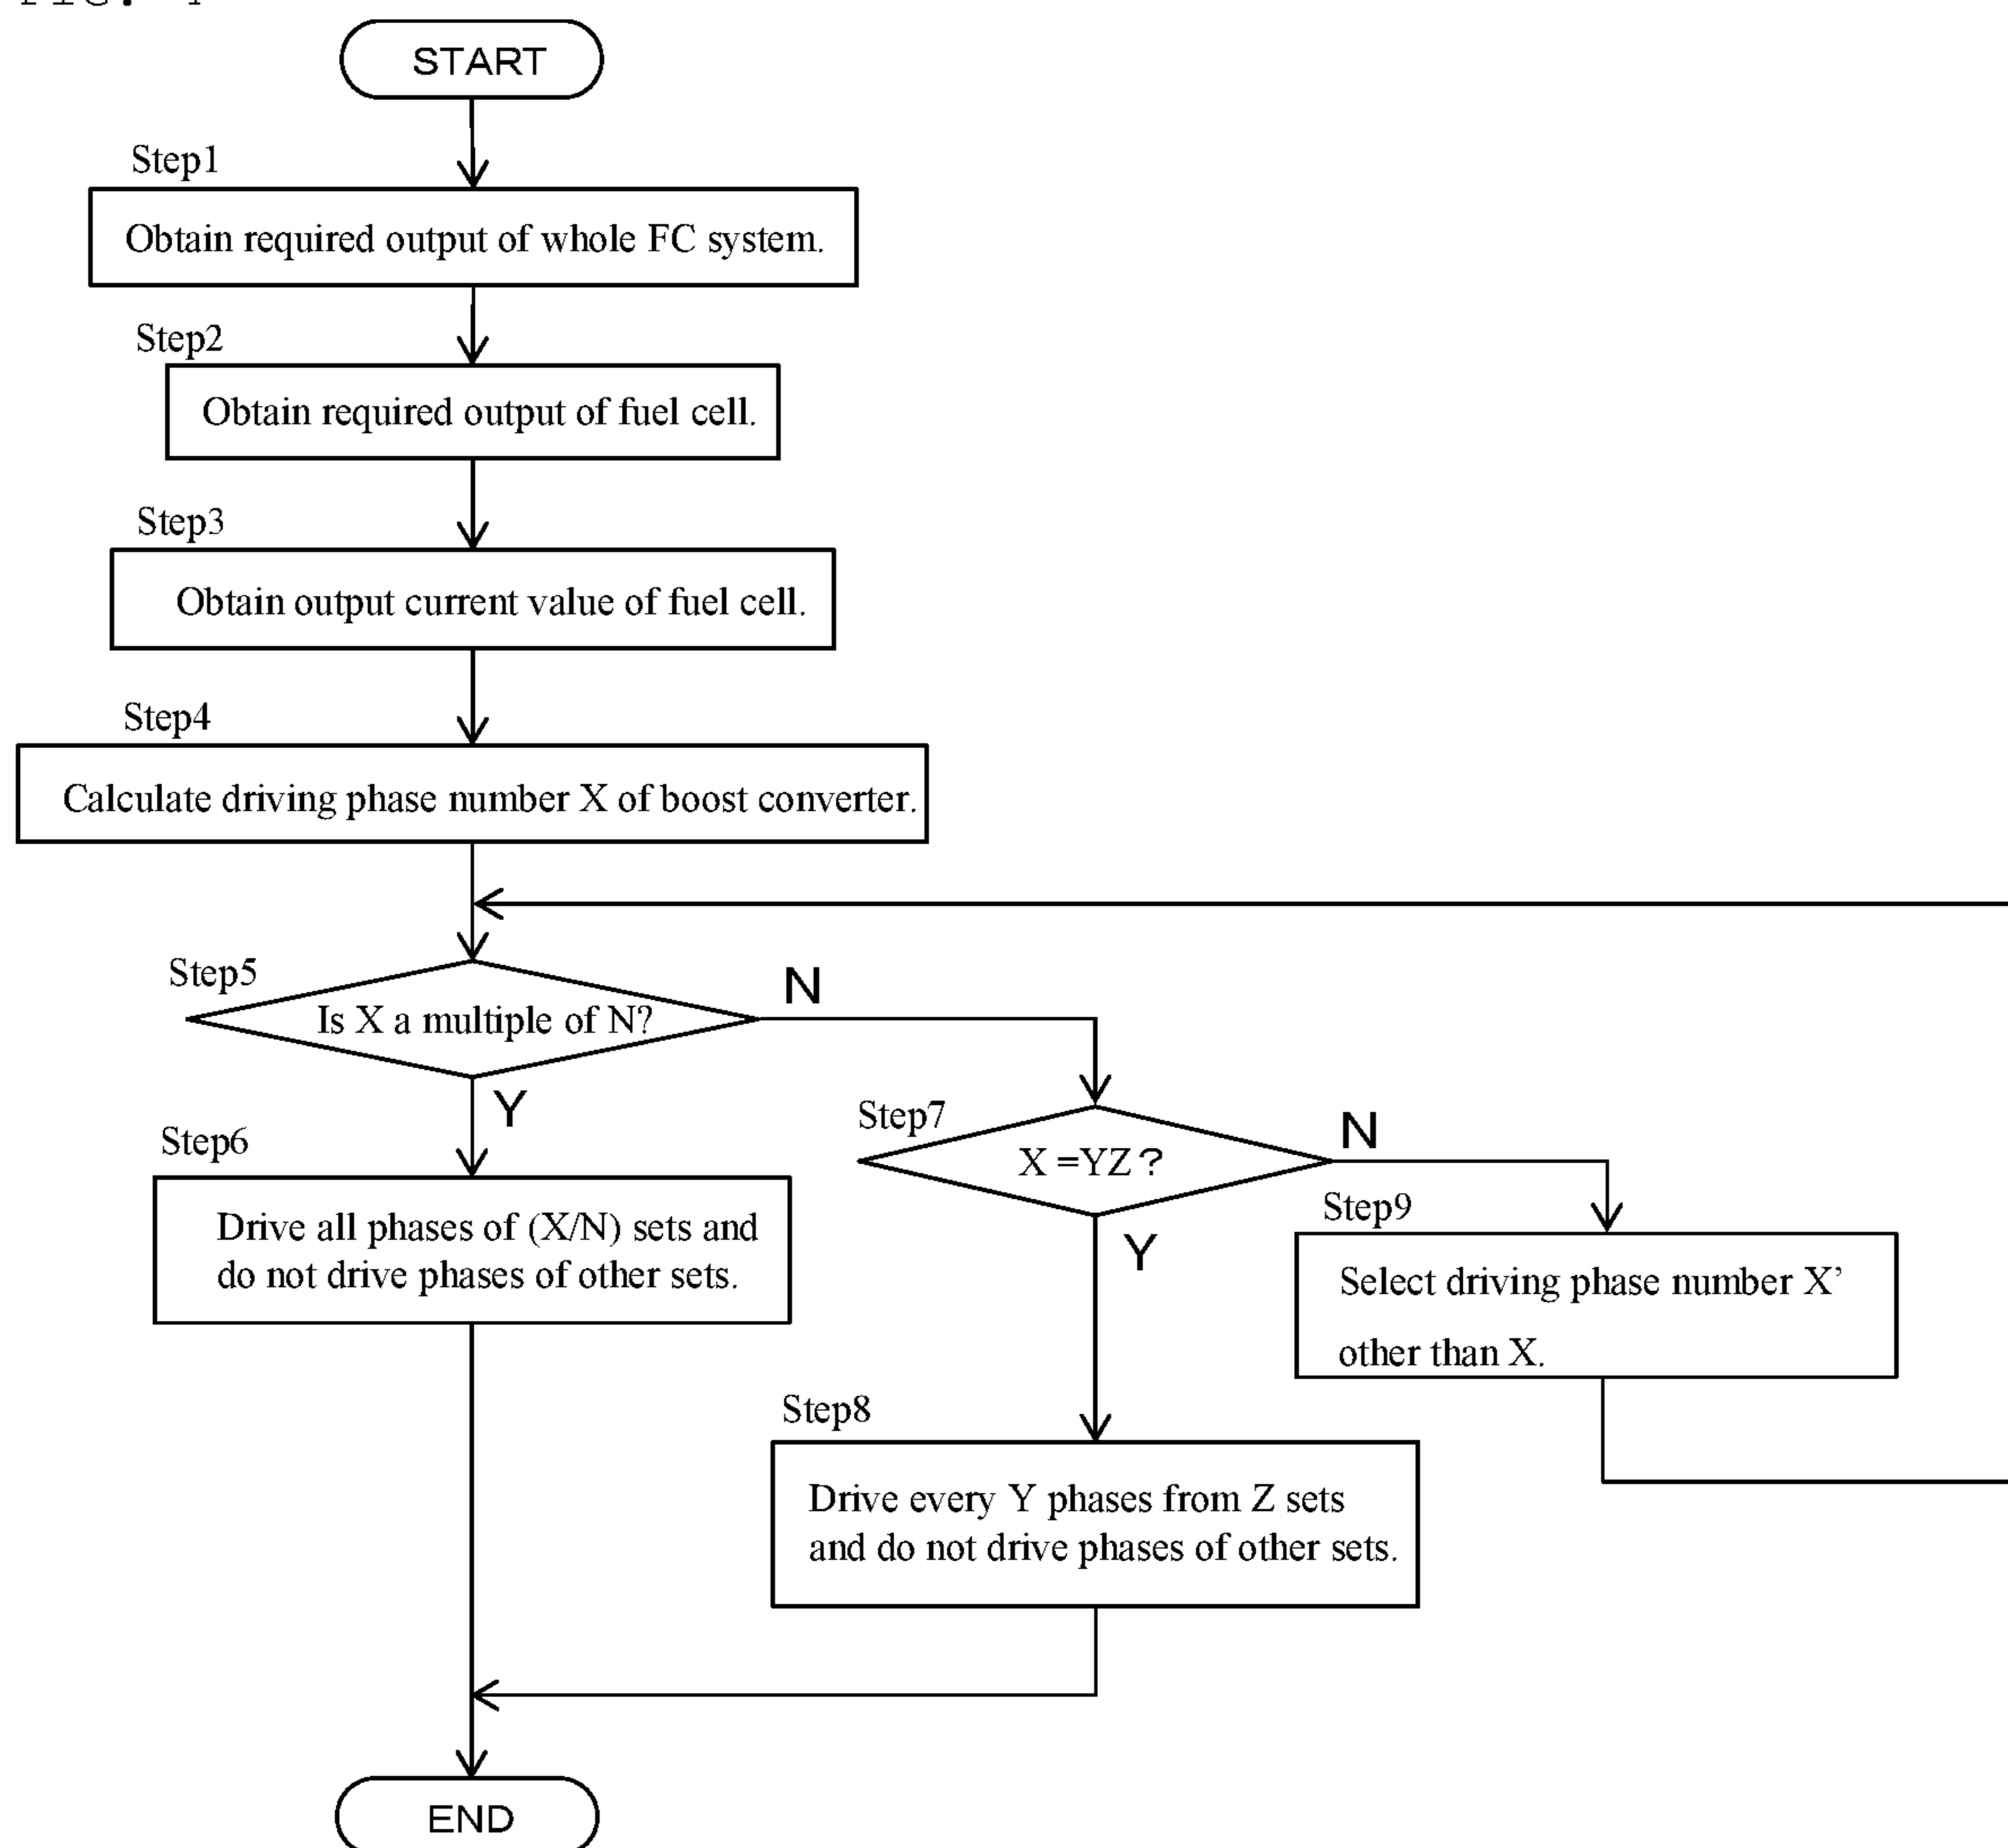 START
Step1
Obtain required output of whole FC system.
Step2
Obtain required output of fuel cell.
Step3
Obtain output current value of fuel cell.
Step4
Calculate driving phase number X of boost converter.
Step5
Is X a multiple of N?
N
Y
Step6
Drive all phases of (X/N) sets and
do not drive phases of other sets.
Step7
X =YZ ?
N
Y
Step9
Select driving phase number X’
other than X.
Step8
Drive every Y phases from Z sets
and do not drive phases of other sets.
END